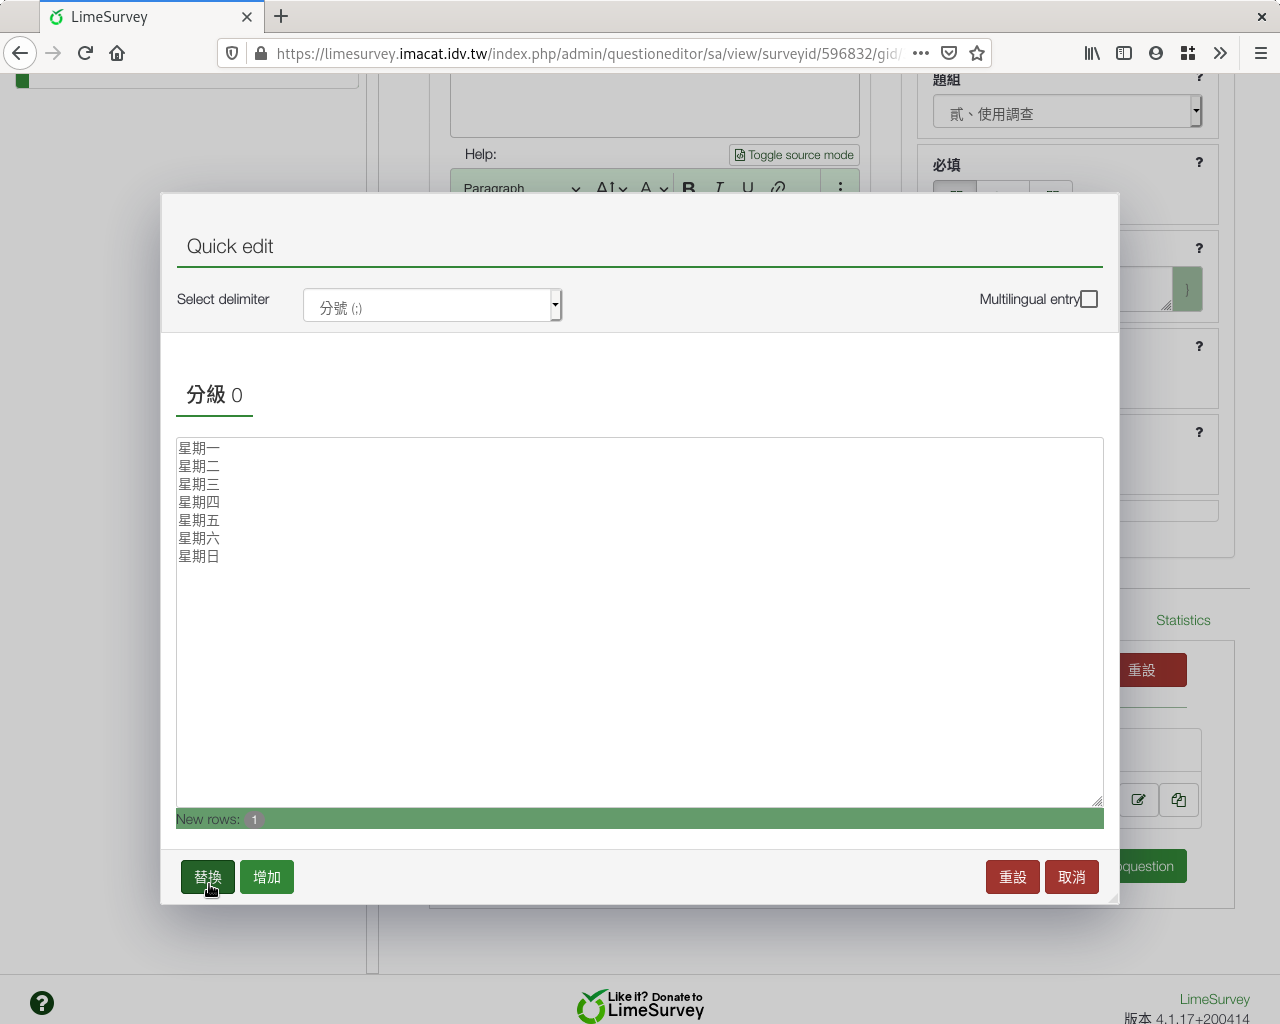 LimeSurvey
https://limesurvey.imacat.idv.tw/index.php/admin/questioneditor/sa/view/surveyid/596832/gid/
題組
?
貳、使用調查
Help:
Toggle source mode
必填
?
Paragraph
Quick edit
?
Select delimiter
分號 (;)
Multilingual entry
}
?
分級 0
?
星期一
星期二
星期三
星期四
星期五
星期六
星期日
Statistics
重設
New rows: 1
替換
增加
重設
取消
question
?
Like it? Donate to
LimeSurvey
LimeSurvey
版本 4.1.17+200414